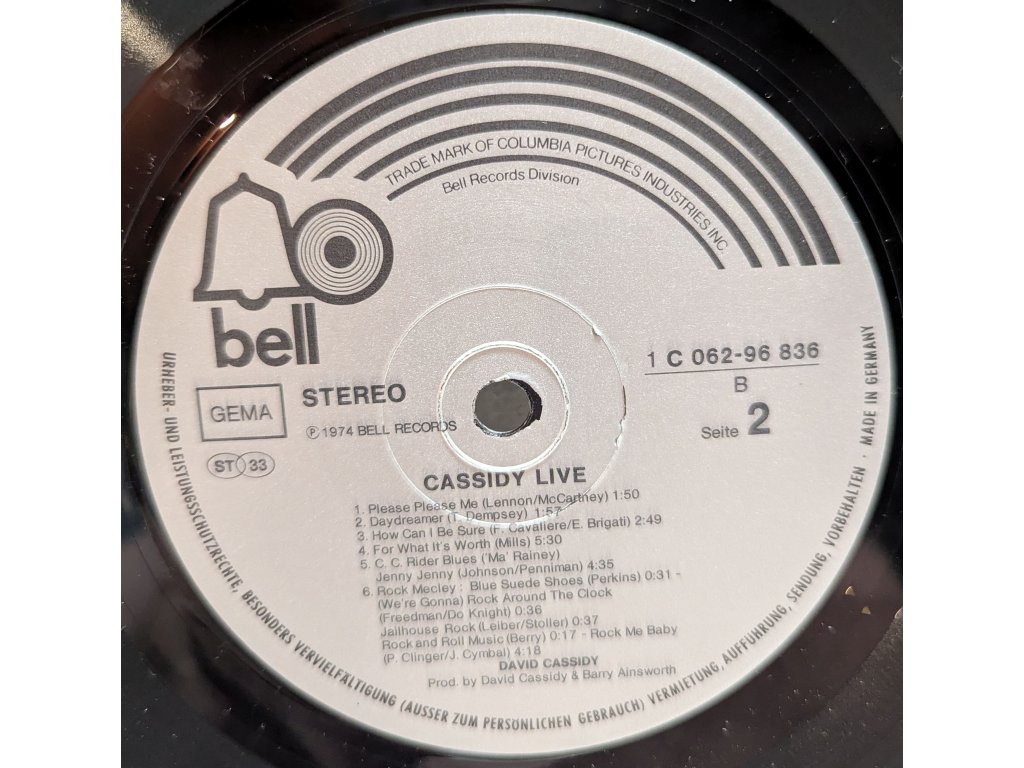 TRADE MARK OF COLUMBIA PICTURES INDUSTRIES INC.
Bell Records Division
bell
GEMA
STEREO
℗ 1974 BELL RECORDS
ST 33
1 C 062-96 836
B
Seite 2
CASSIDY LIVE
1. Please Please Me (Lennon/McCartney) 1:50
2. Daydreamer (T. Dempsey) 1:57
3. How Can I Be Sure (F. Cavaliere/E. Brigati) 2:49
4. For What It's Worth (Mills) 5:30
5. C. C. Rider Blues ('Ma' Rainey)
Jenny Jenny (Johnson/Penniman) 4:35
6. Rock Mecley: Blue Suede Shoes (Perkins) 0:31 -
(We're Gonna) Rock Around The Clock
(Freedman/Do Knight) 0:36
Jailhouse Rock (Leiber/Stoller) 0:37
Rock and Roll Music (Berry) 0:17 - Rock Me Baby
(P. Clinger/J. Cymbal) 4:18
DAVID CASSIDY
Prod. by David Cassidy & Barry Ainsworth
URHEBER- UND LEISTUNGSSCHUTZRECHTE, BESONDERS VERVIELFÄLTIGUNG (AUSSER ZUM PERSÖNLICHEN GEBRAUCH) VERMIETUNG, AUFFÜHRUNG, SENDUNG, VORBEHALTEN · MADE IN GERMANY